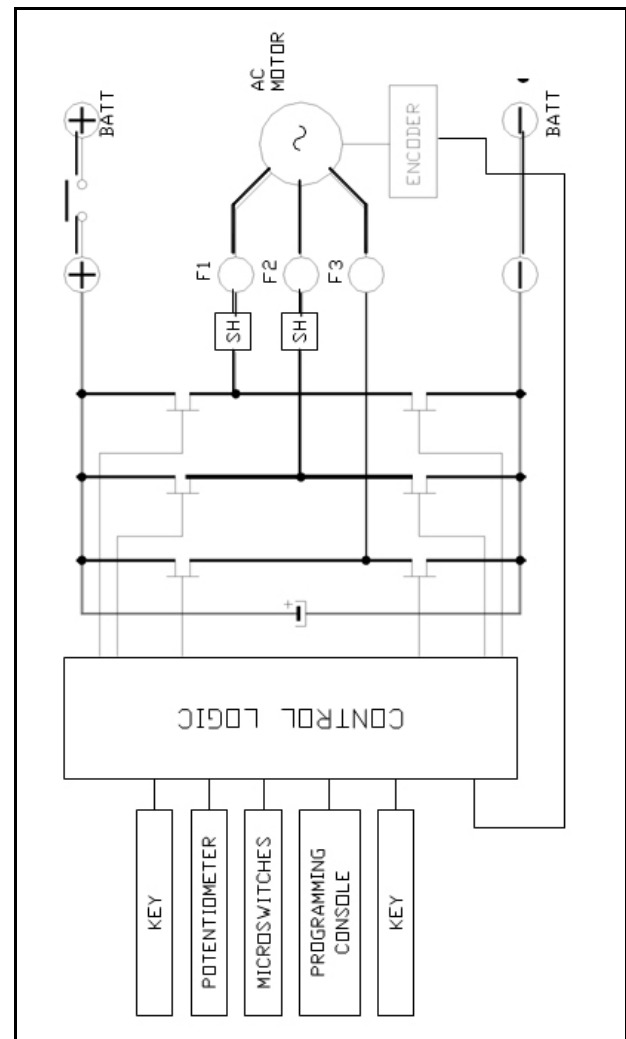 AC
MOTOR
BATT
BATT
ENCODER
F1
F2
F3
SH
SH
+
CONTROL LOGIC
KEY
POTENTIOMETER
MICROSWITCHES
PROGRAMMING
CONSOLE
KEY